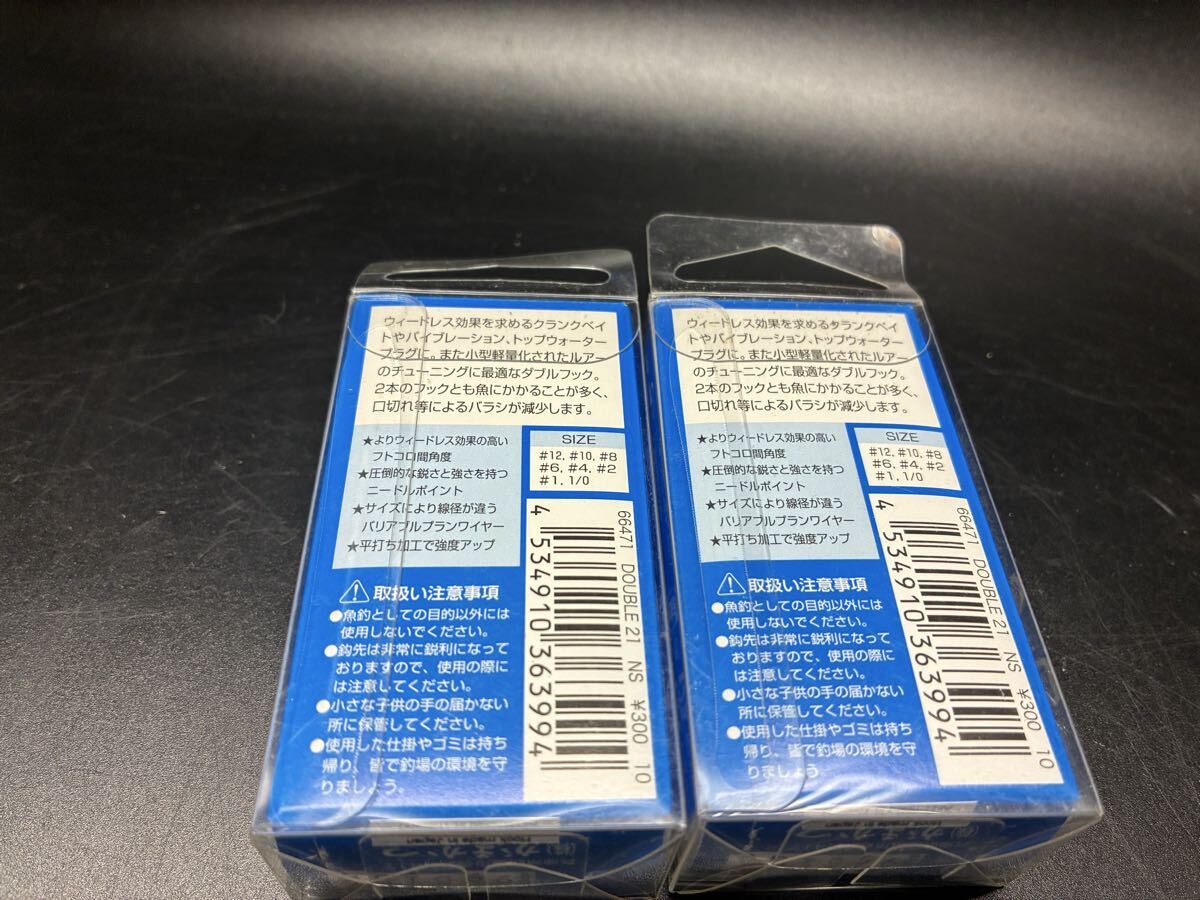 ウィードレス効果を求めるクランクベイ
トやバイブレーション、トップウォーター
プラグに。また小型軽量化されたルアー
のチューニングに最適なダブルフック。
2本のフックとも魚にかかることが多く、
口切れ等によるバラシが減少します。
★よりウィードレス効果の高い
フトコロ間角度
★圧倒的な鋭さと強さを持つ
ニードルポイント
★サイズにより線径が違う
バリアブルプランワイヤー
★平打ち加工で強度アップ
SIZE
#12, #10, #8
#6, #4, #2
#1, 1/0
66471 DOUBLE 21 NS ¥300 10
4 534910 363994
取扱い注意事項
●魚釣としての目的以外には
使用しないでください。
●鈎先は非常に鋭利になって
おりますので、使用の際に
は注意してください。
●小さな子供の手の届かない
所に保管してください。
●使用した仕掛やゴミは持ち
帰り、皆で釣場の環境を守
りましょう。
(株)がまかつ
Hook made in Japan
ウィードレス効果を求めるクランクベイ
トやバイブレーション、トップウォーター
プラグに。また小型軽量化されたルアー
のチューニングに最適なダブルフック。
2本のフックとも魚にかかることが多く、
口切れ等によるバラシが減少します。
★よりウィードレス効果の高い
フトコロ間角度
★圧倒的な鋭さと強さを持つ
ニードルポイント
★サイズにより線径が違う
バリアブルプランワイヤー
★平打ち加工で強度アップ
SIZE
#12, #10, #8
#6, #4, #2
#1, 1/0
66471 DOUBLE 21 NS ¥300 10
4 534910 363994
取扱い注意事項
●魚釣としての目的以外には
使用しないでください。
●鈎先は非常に鋭利になって
おりますので、使用の際に
は注意してください。
●小さな子供の手の届かない
所に保管してください。
●使用した仕掛やゴミは持ち
帰り、皆で釣場の環境を守
りましょう。